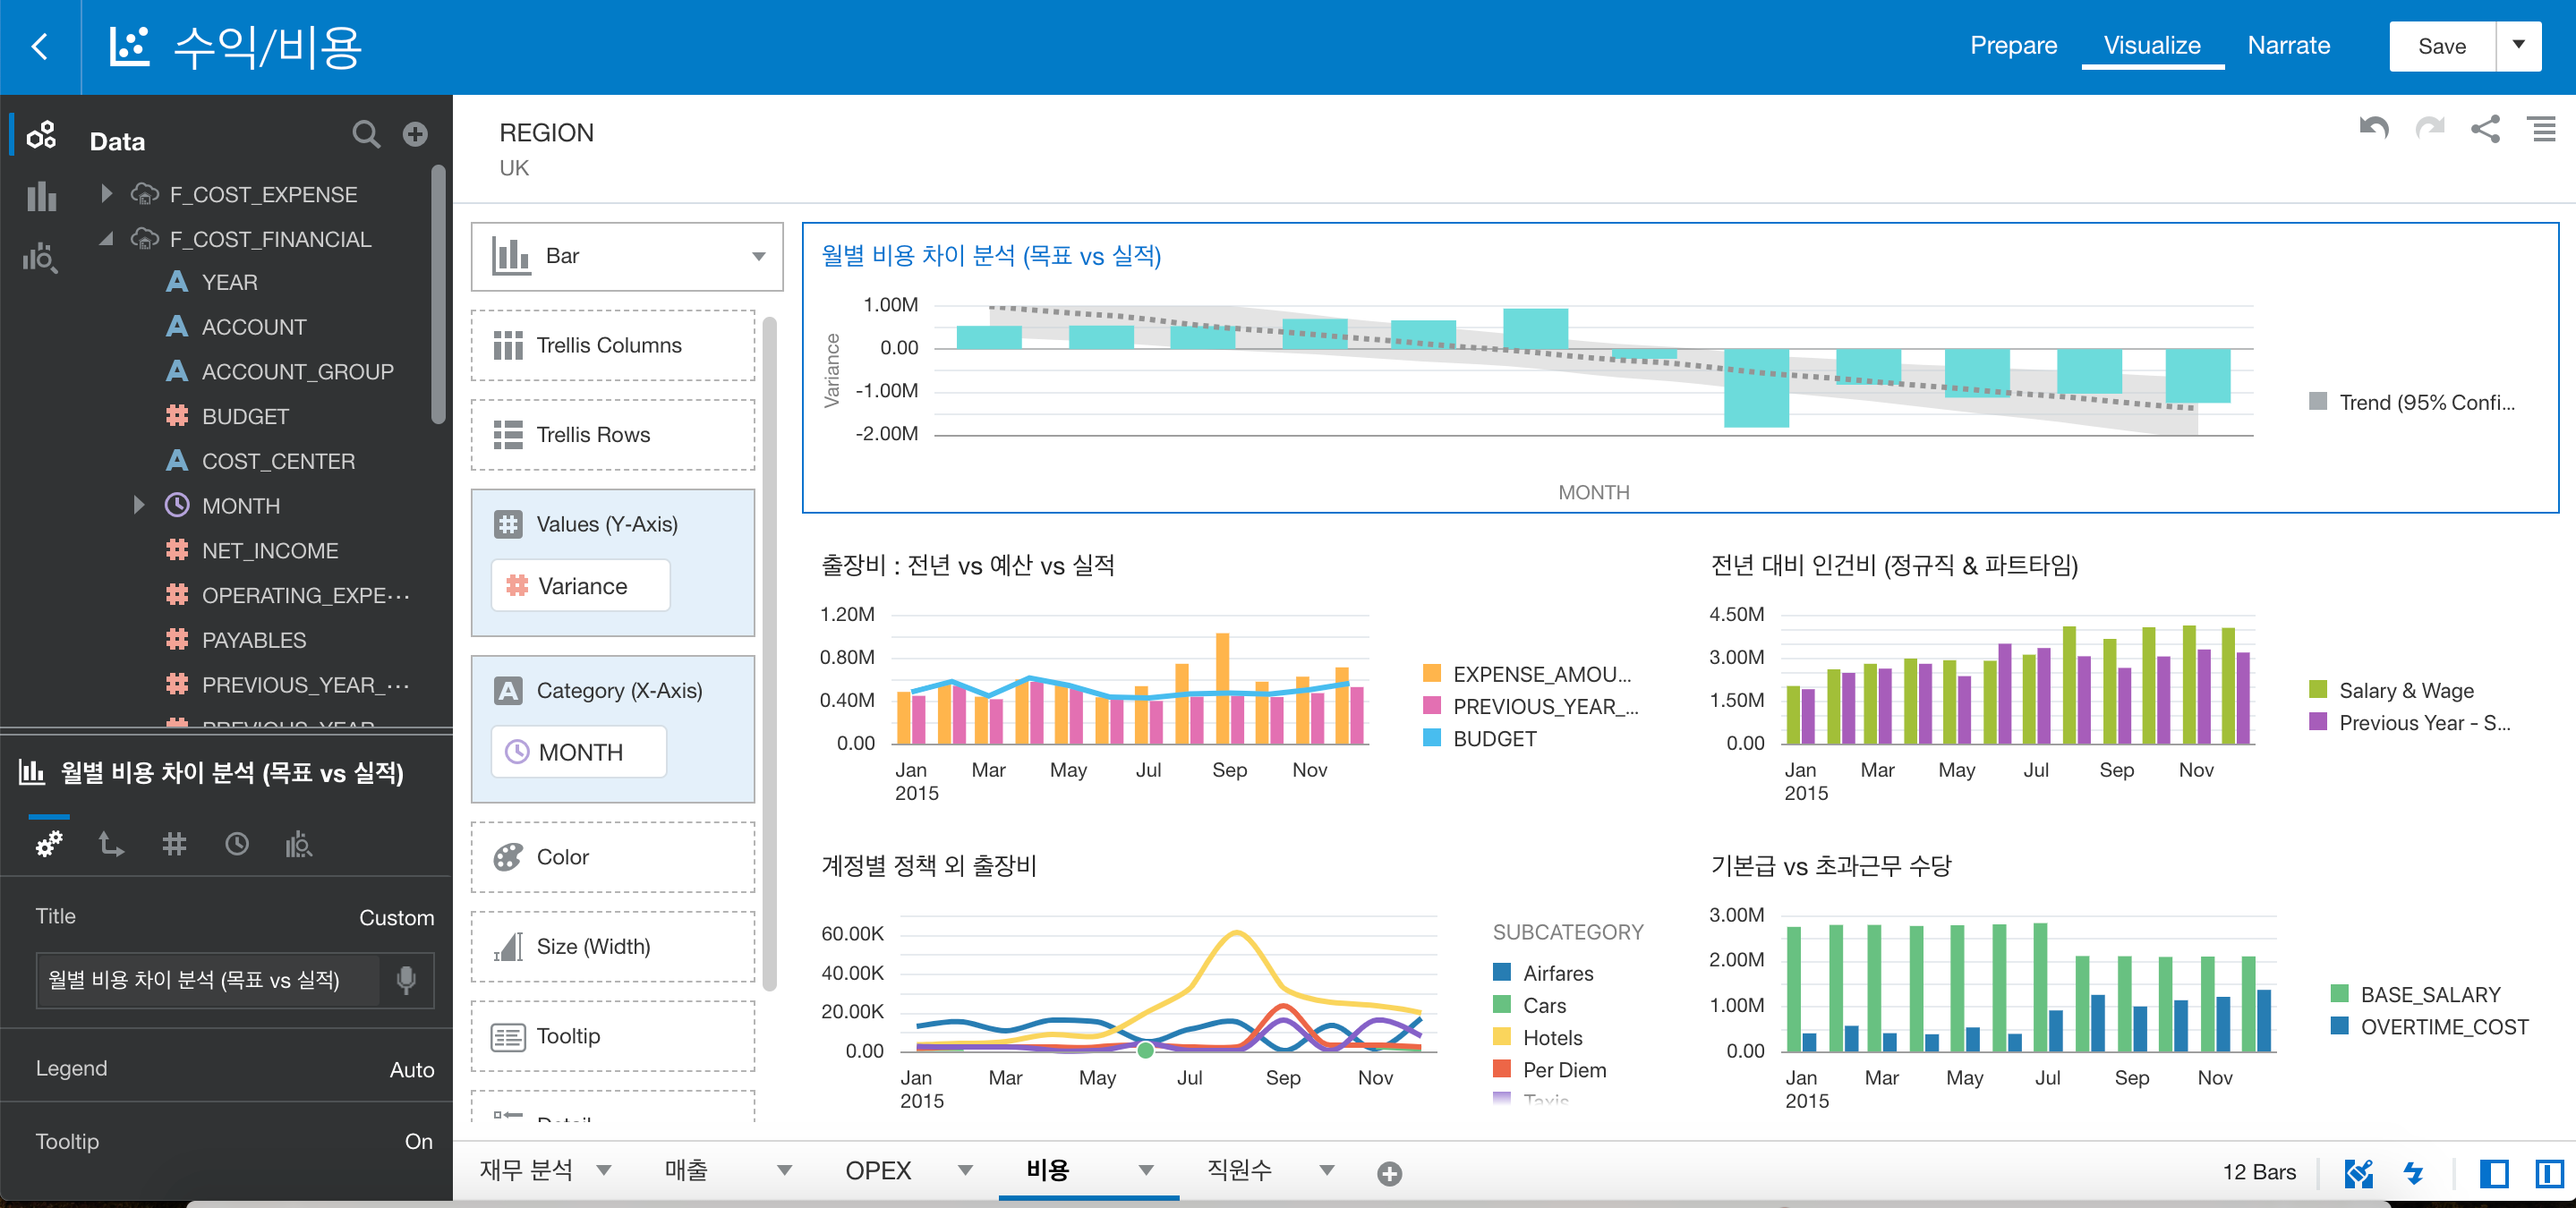 수익/비용
Prepare
Visualize
Narrate
Save
Data
F_COST_EXPENSE
F_COST_FINANCIAL
YEAR
ACCOUNT
ACCOUNT_GROUP
BUDGET
COST_CENTER
MONTH
NET_INCOME
OPERATING_EXPE...
PAYABLES
PREVIOUS_YEAR_...
PREVIOUS_YEAR
월별 비용 차이 분석 (목표 vs 실적)
Title
Custom
월별 비용 차이 분석 (목표 vs 실적)
Legend
Auto
Tooltip
On
REGION
UK
Bar
Trellis Columns
Trellis Rows
Values (Y-Axis)
Variance
Category (X-Axis)
MONTH
Color
Size (Width)
Tooltip
Detail
월별 비용 차이 분석 (목표 vs 실적)
Variance
1.00M
0.00
-1.00M
-2.00M
MONTH
Trend (95% Confi...
출장비 : 전년 vs 예산 vs 실적
1.20M
0.80M
0.40M
0.00
Jan Mar May Jul Sep Nov
2015
EXPENSE_AMOU...
PREVIOUS_YEAR_...
BUDGET
전년 대비 인건비 (정규직 & 파트타임)
4.50M
3.00M
1.50M
0.00
Jan Mar May Jul Sep Nov
2015
Salary & Wage
Previous Year - S...
계정별 정책 외 출장비
60.00K
40.00K
20.00K
0.00
Jan Mar May Jul Sep Nov
2015
SUBCATEGORY
Airfares
Cars
Hotels
Per Diem
Taxis
기본급 vs 초과근무 수당
3.00M
2.00M
1.00M
0.00
Jan Mar May Jul Sep Nov
2015
BASE_SALARY
OVERTIME_COST
재무 분석
매출
OPEX
비용
직원수
12 Bars